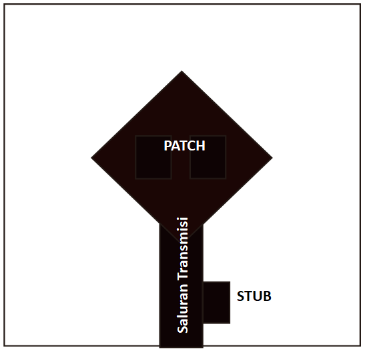 PATCH
Saluran Transmisi
STUB